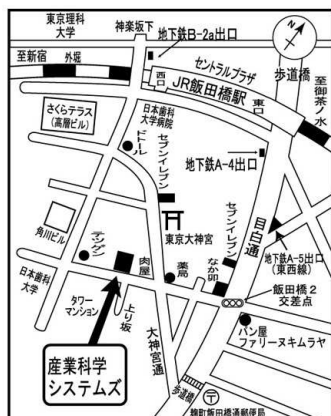 東京理科
大学
神楽坂下
地下鉄B-2a出口
N
至新宿
外堀
セントラルプラザ
歩道橋
西口
JR飯田橋駅
東口
至御茶ノ水
さくらテラス
(高層ビル)
日本歯科
大学病院
ドトール
セブンイレブン
地下鉄A-4出口
角川ビル
東京大神宮
セブンイレブン
目白通
地下鉄A-5出口
(東西線)
テンゲン
肉屋
薬局
なか卯
飯田橋2
交差点
日本歯科
大学
タワー
マンション
上り坂
大神宮通
パン屋
ファリーヌキムラヤ
産業科学
システムズ
歩道橋
麹町飯田橋通郵便局